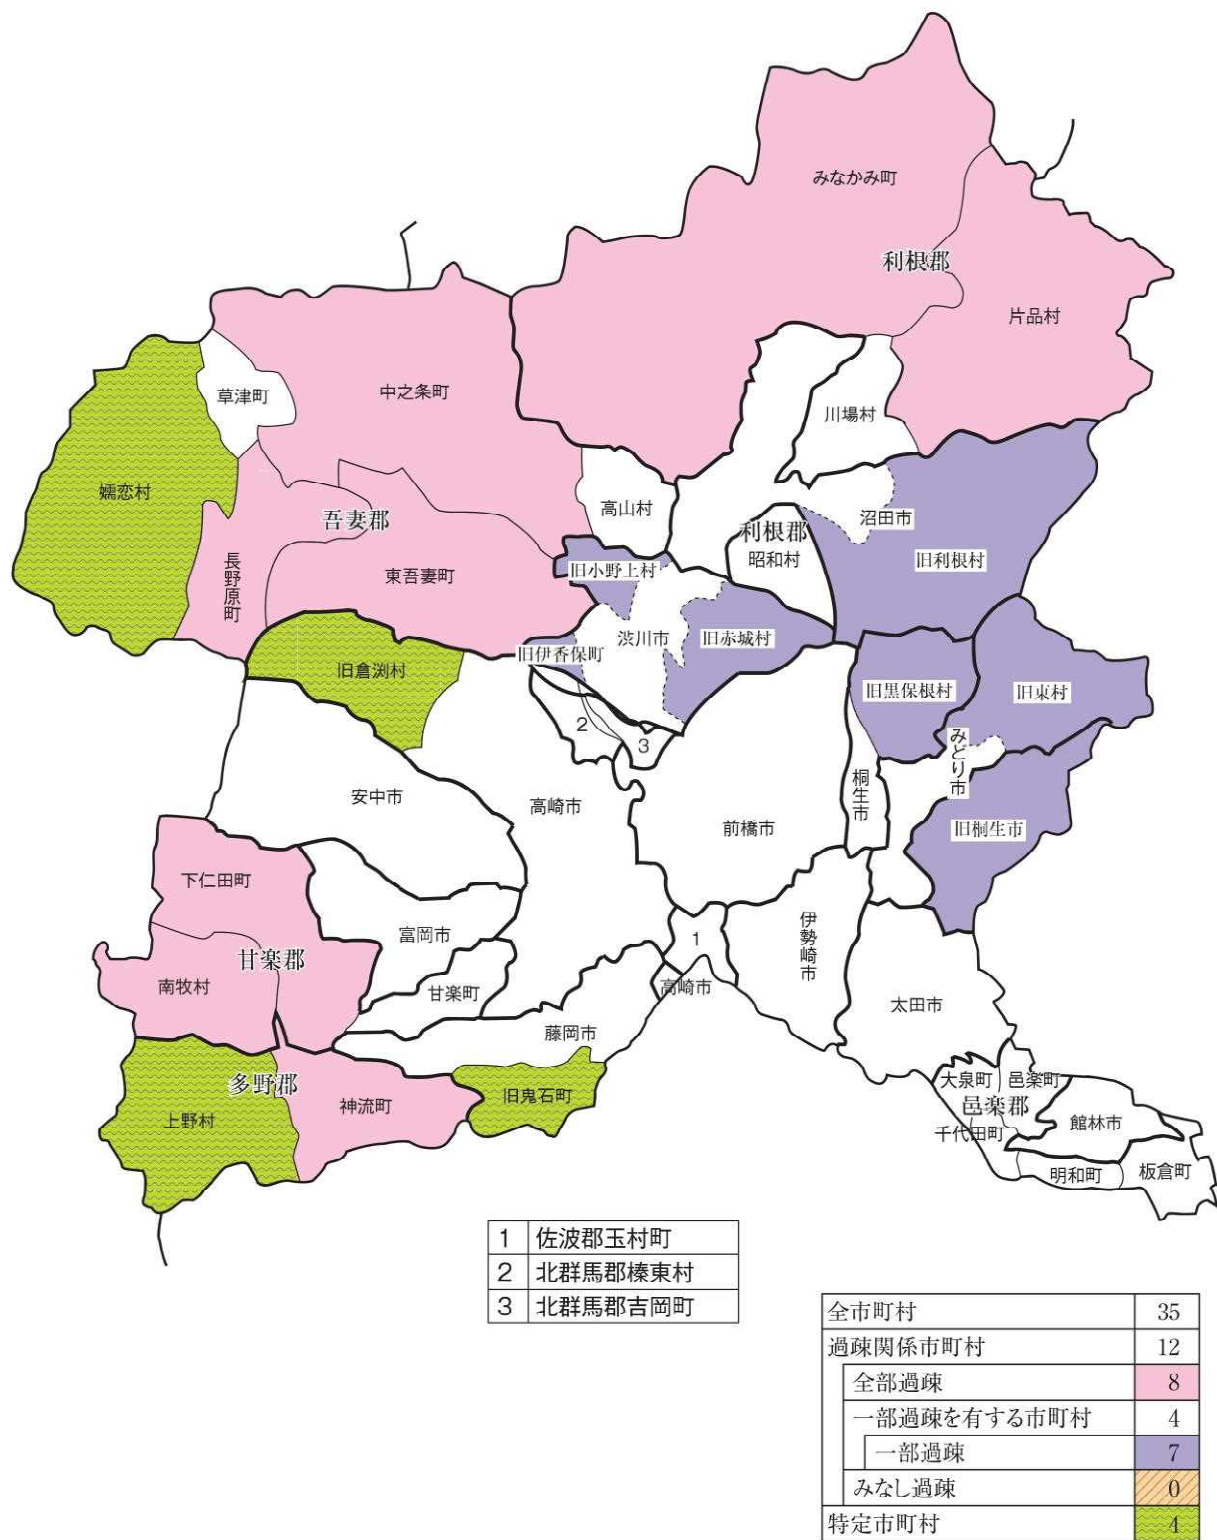 みなかみ町
利根郡
片品村
中之条町
草津町
川場村
嬬恋村
高山村
吾妻郡
利根郡
沼田市
昭和村
旧小野上村
旧利根村
長野原町
東吾妻町
旧伊香保町
渋川市
旧赤城村
旧倉渕村
旧黒保根村
旧東村
2
3
みどり市
安中市
高崎市
前橋市
桐生市
旧桐生市
下仁田町
富岡市
甘楽郡
1
伊勢崎市
南牧村
甘楽町
高崎市
太田市
藤岡市
多野郡
上野村
神流町
旧鬼石町
大泉町
邑楽町
邑楽郡
千代田町
館林市
明和町
板倉町
1 佐波郡玉村町
2 北群馬郡榛東村
3 北群馬郡吉岡町
全市町村 35
過疎関係市町村 12
全部過疎 8
一部過疎を有する市町村 4
一部過疎 7
みなし過疎 0
特定市町村 4